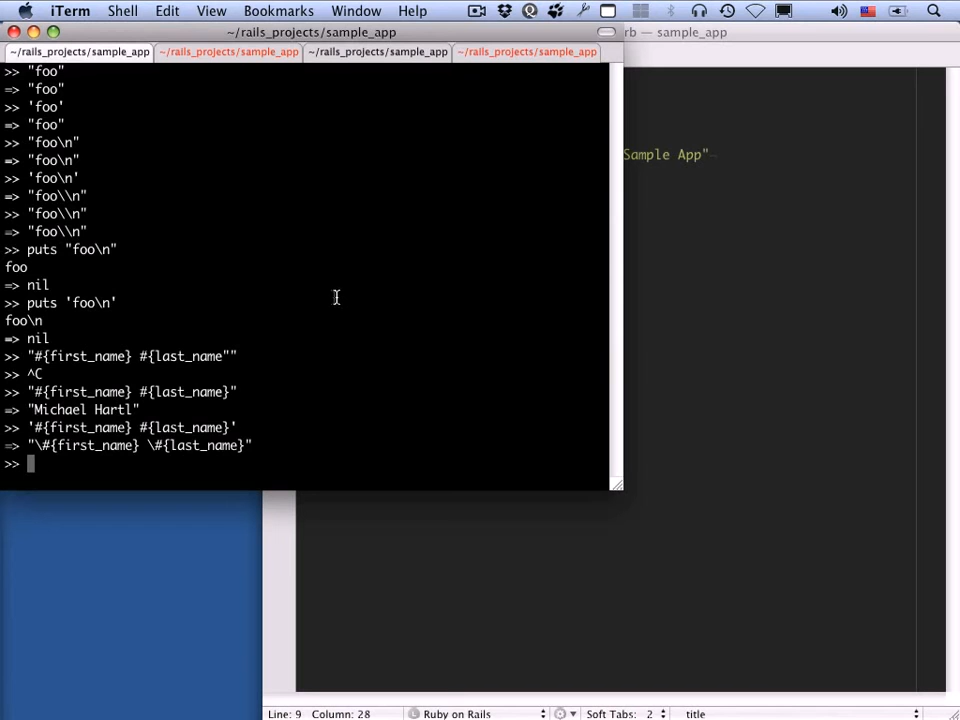 iTerm Shell Edit View Bookmarks Window Help
~/rails_projects/sample_app
rb — sample_app
~/rails_projects/sample_app ~/rails_projects/sample_app ~/rails_projects/sample_app ~/rails_projects/sample_app
>> "foo"
=> "foo"
>> 'foo'
=> "foo"
>> "foo\n"
=> "foo\n"
>> 'foo\n'
=> "foo\\n"
>> "foo\\n"
=> "foo\\n"
>> puts "foo\n"
foo
=> nil
>> puts 'foo\n'
foo\n
=> nil
>> "#{first_name} #{last_name""
>> ^C
>> "#{first_name} #{last_name}"
=> "Michael Hartl"
>> '#{first_name} #{last_name}'
=> "\#{first_name} \#{last_name}"
>>
Sample App"
Line: 9 Column: 28 Ruby on Rails Soft Tabs: 2 title